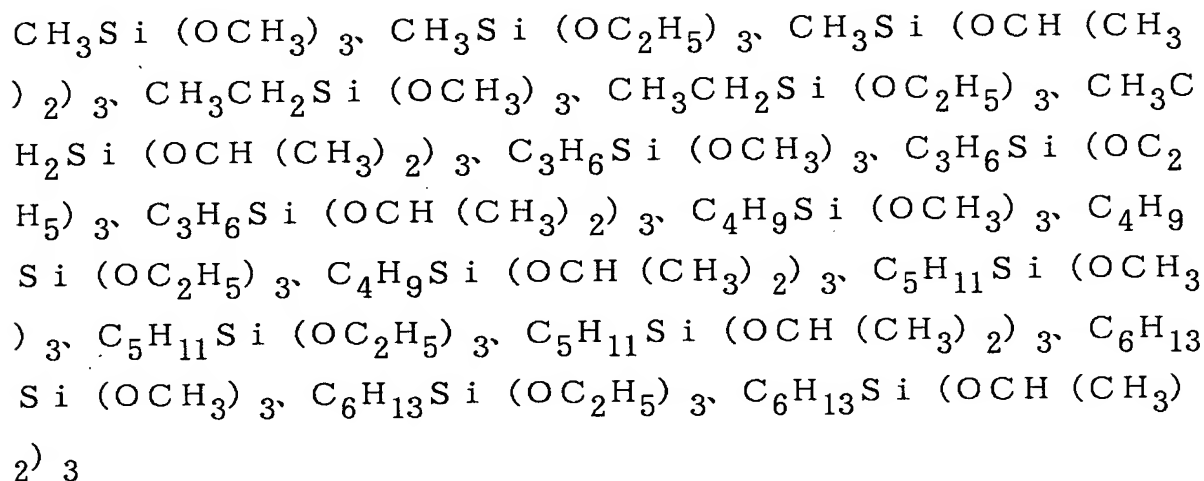 CH₃Si（OCH₃）₃、CH₃Si（OC₂H₅）₃、CH₃Si（OCH（CH₃
）₂）₃、CH₃CH₂Si（OCH₃）₃、CH₃CH₂Si（OC₂H₅）₃、CH₃C
H₂Si（OCH（CH₃）₂）₃、C₃H₆Si（OCH₃）₃、C₃H₆Si（OC₂
H₅）₃、C₃H₆Si（OCH（CH₃）₂）₃、C₄H₉Si（OCH₃）₃、C₄H₉
Si（OC₂H₅）₃、C₄H₉Si（OCH（CH₃）₂）₃、C₅H₁₁Si（OCH₃
）₃、C₅H₁₁Si（OC₂H₅）₃、C₅H₁₁Si（OCH（CH₃）₂）₃、C₆H₁₃
Si（OCH₃）₃、C₆H₁₃Si（OC₂H₅）₃、C₆H₁₃Si（OCH（CH₃）
₂）₃